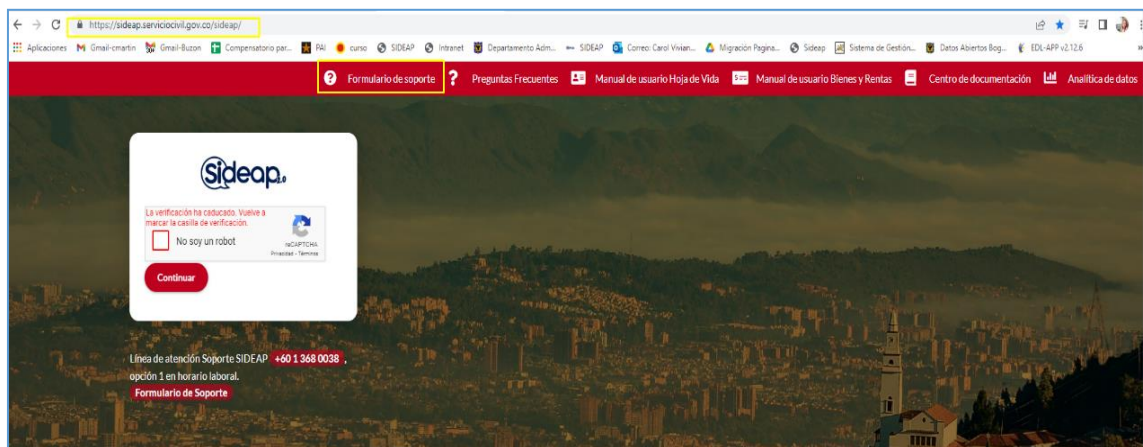 https://sideap.serviciocivil.gov.co/sideap/
Aplicaciones Gmail-cmartin Gmail-Buzon Compensatorio par... PAI curso SIDEAP Intranet Departamento Adm... SIDEAP Correo: Carol Vivian... Migración Pagina... Sideap Sistema de Gestión... Datos Abiertos Bog... EDL-APP v2.12.6
Formulario de soporte Preguntas Frecuentes Manual de usuario Hoja de Vida Manual de usuario Bienes y Rentas Centro de documentación Analítica de datos
Sideap 2.0
La verificación ha caducado. Vuelve a
marcar la casilla de verificación.
No soy un robot
reCAPTCHA
Privacidad - Términos
Continuar
Línea de atención Soporte SIDEAP +60 1 368 0038 ,
opción 1 en horario laboral.
Formulario de Soporte